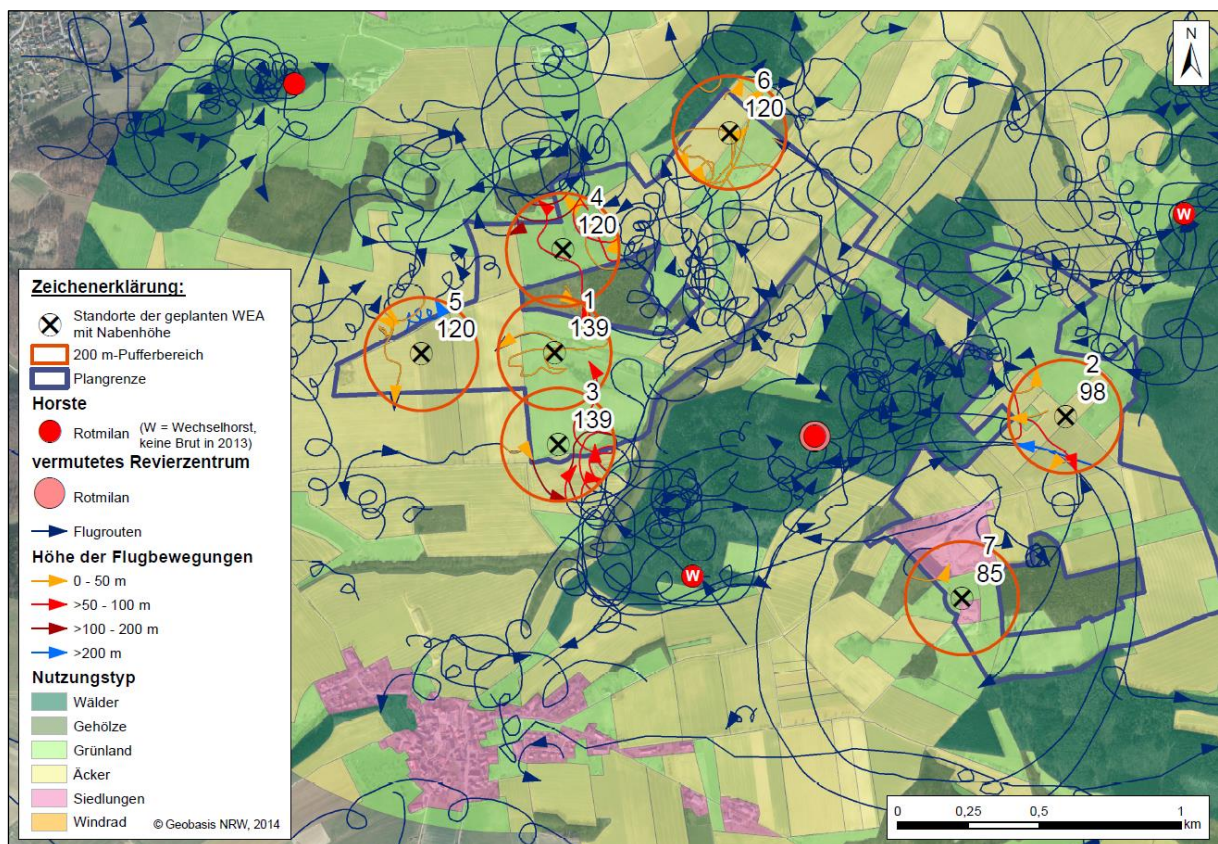 N
6
120
W
4
120
5
120
1
139
2
98
3
139
7
85
W
Zeichenerklärung:
Standorte der geplanten WEA
mit Nabenhöhe
200 m-Pufferbereich
Plangrenze
Horste
Rotmilan (W = Wechselhorst,
keine Brut in 2013)
vermutetes Revierzentrum
Rotmilan
Flugrouten
Höhe der Flugbewegungen
0 - 50 m
>50 - 100 m
>100 - 200 m
>200 m
Nutzungstyp
Wälder
Gehölze
Grünland
Äcker
Siedlungen
Windrad
© Geobasis NRW, 2014
0 0,25 0,5 1
km